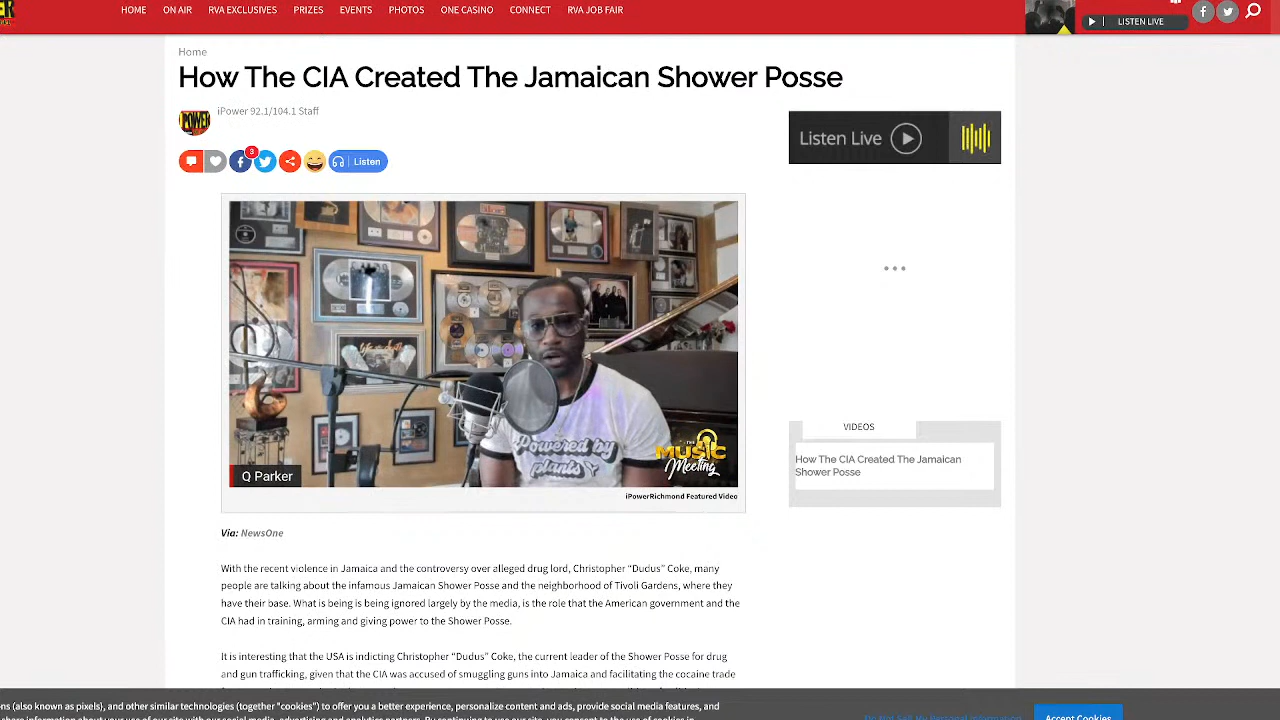 HOME ON AIR RVA EXCLUSIVES PRIZES EVENTS PHOTOS ONE CASINO CONNECT RVA JOB FAIR
LISTEN LIVE
Home
How The CIA Created The Jamaican Shower Posse
iPower 92.1/104.1 Staff
POWER
Listen Live
3
Listen
Powered by
plants
THE
MUSIC
Meeting
Q Parker
iPowerRichmond Featured Video
VIDEOS
How The CIA Created The Jamaican
Shower Posse
Via: NewsOne
With the recent violence in Jamaica and the controversy over alleged drug lord, Christopher “Dudus” Coke, many
people are talking about the infamous Jamaican Shower Posse and the neighborhood of Tivoli Gardens, where they
have their base. What is being is being ignored largely by the media, is the role that the American government and the
CIA had in training, arming and giving power to the Shower Posse.
It is interesting that the USA is indicting Christopher “Dudus” Coke, the current leader of the Shower Posse for drug
and gun trafficking, given that the CIA was accused of smuggling guns into Jamaica and facilitating the cocaine trade
ons (also known as pixels), and other similar technologies (together "cookies") to offer you a better experience, personalize content and ads, provide social media features, and
Do Not Sell My Personal Information
Accept Cookies